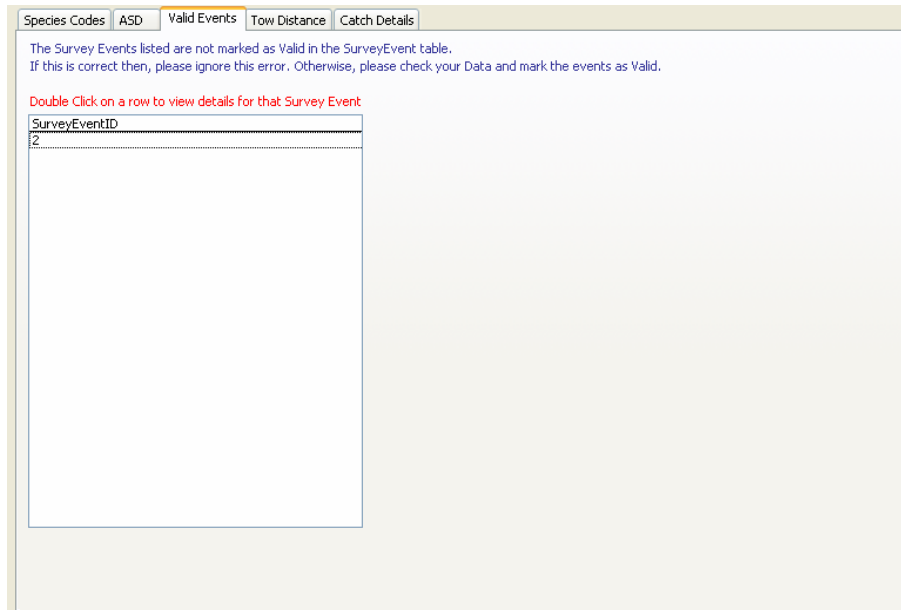 Species Codes ASD Valid Events Tow Distance Catch Details
The Survey Events listed are not marked as Valid in the SurveyEvent table.
If this is correct then, please ignore this error. Otherwise, please check your Data and mark the events as Valid.
Double Click on a row to view details for that Survey Event
SurveyEventID
2